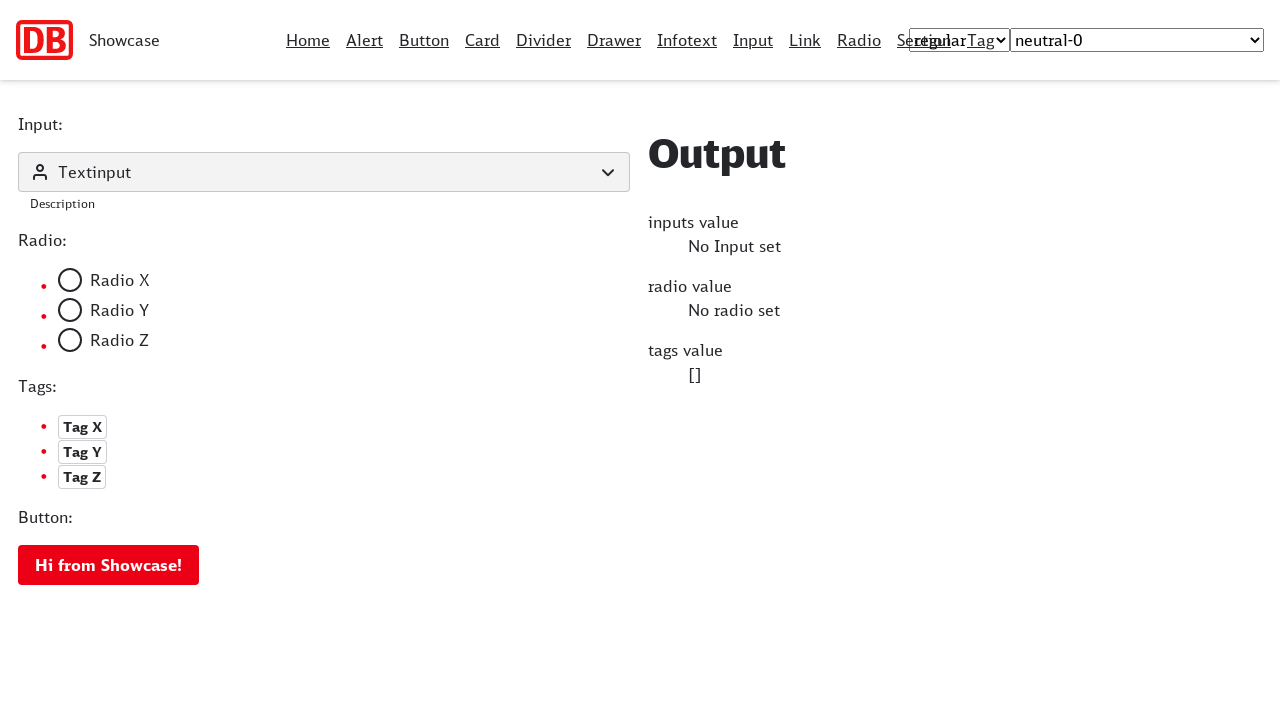 DB Showcase Home Alert Button Card Divider Drawer Infotext Input Link Radio Section Tag regular neutral-0
Input:
Textinput
Description
Radio:
• Radio X
• Radio Y
• Radio Z
Tags:
• Tag X
• Tag Y
• Tag Z
Button:
Hi from Showcase!
Output
inputs value
No Input set
radio value
No radio set
tags value
[]